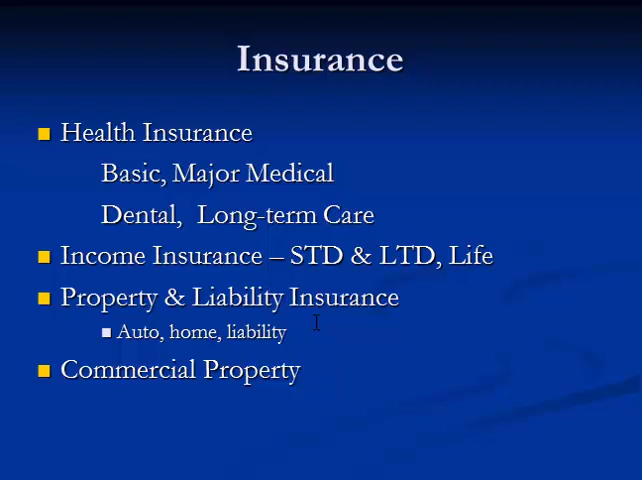 Insurance
Health Insurance
Basic, Major Medical
Dental, Long-term Care
Income Insurance – STD & LTD, Life
Property & Liability Insurance
Auto, home, liability
Commercial Property